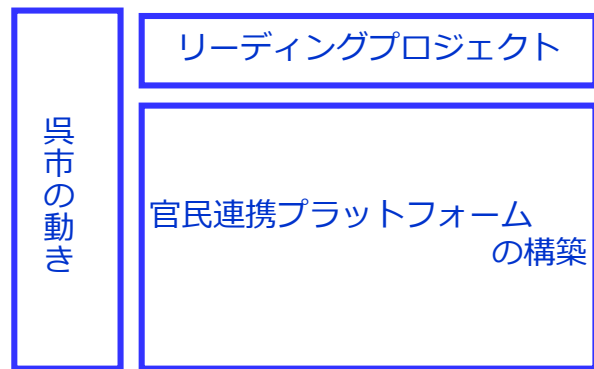 呉市の動き
リーディングプロジェクト
官民連携プラットフォーム
の構築